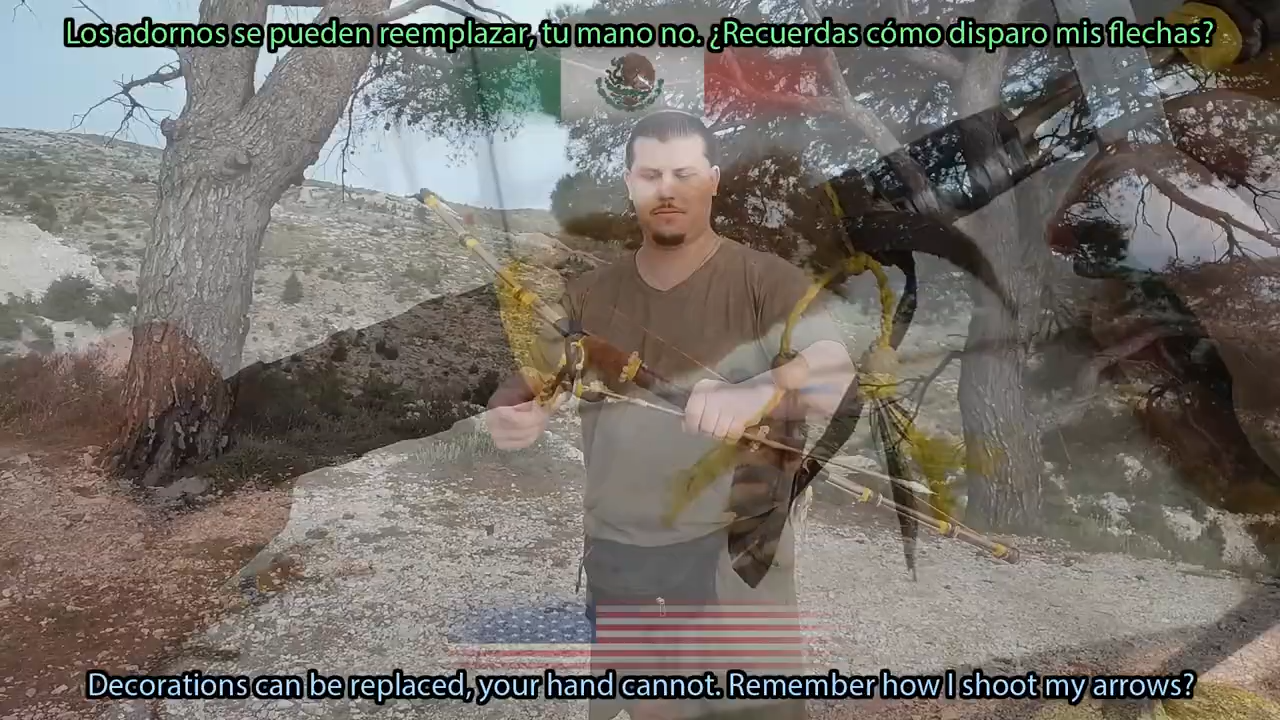 Los adornos se pueden reemplazar, tu mano no. ¿Recuerdas cómo disparo mis flechas?
Decorations can be replaced, your hand cannot. Remember how I shoot my arrows?